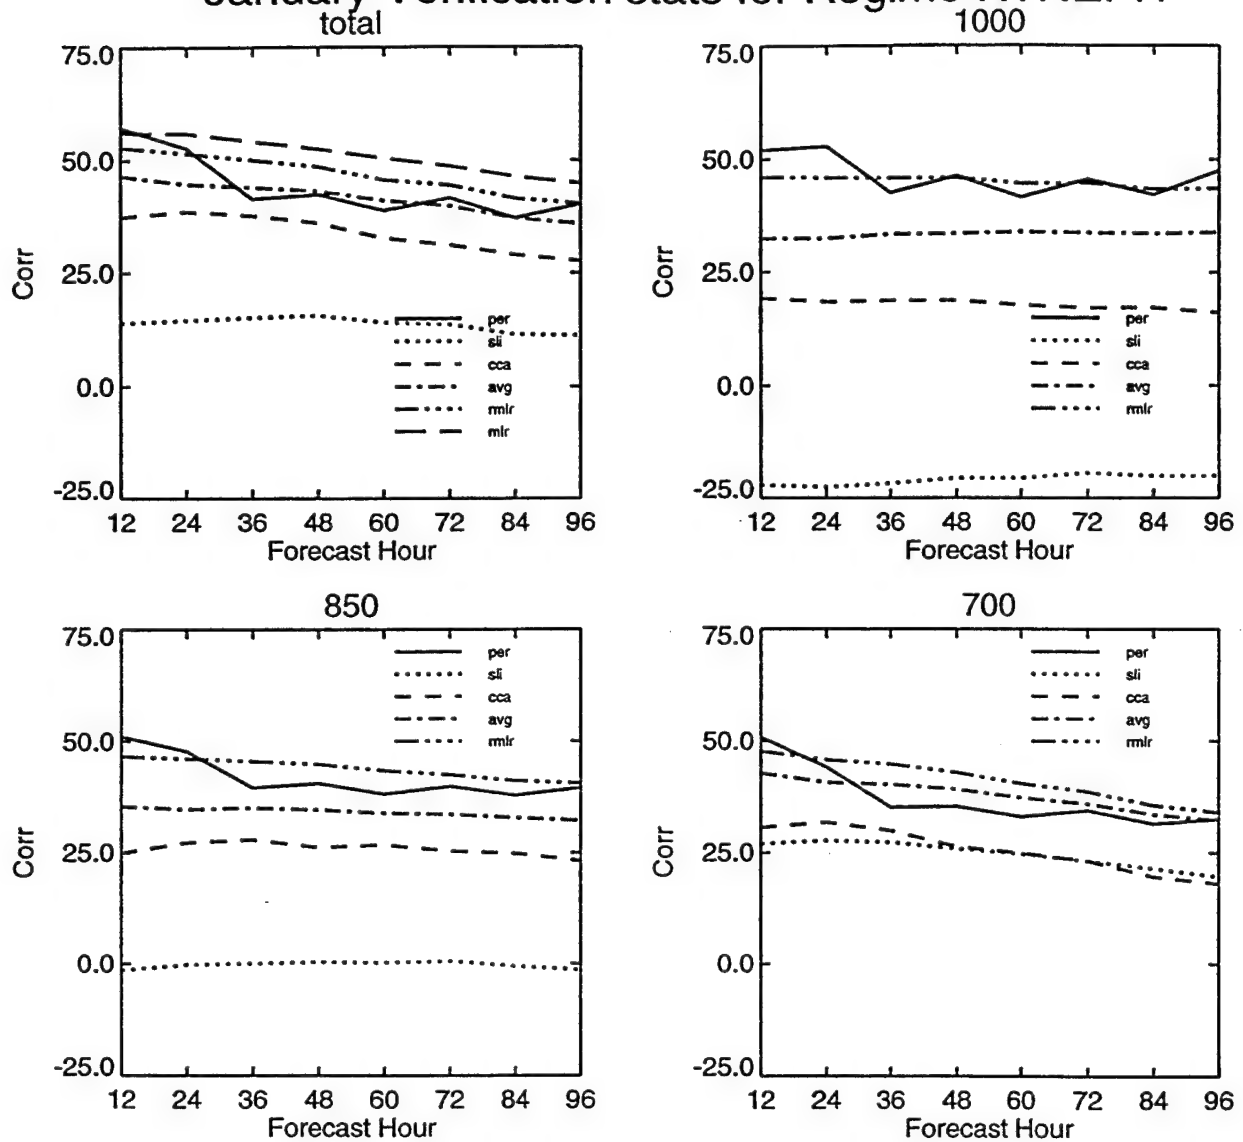 January Verification stats for Regime
total
75.0
50.0
25.0
0.0
-25.0
Corr
per
sli
cca
avg
rmlr
mlr
12 24 36 48 60 72 84 96
Forecast Hour
1000
75.0
50.0
25.0
0.0
-25.0
Corr
per
sli
cca
avg
rmlr
12 24 36 48 60 72 84 96
Forecast Hour
850
75.0
50.0
25.0
0.0
-25.0
Corr
per
sli
cca
avg
rmlr
12 24 36 48 60 72 84 96
Forecast Hour
700
75.0
50.0
25.0
0.0
-25.0
Corr
per
sli
cca
avg
rmlr
12 24 36 48 60 72 84 96
Forecast Hour